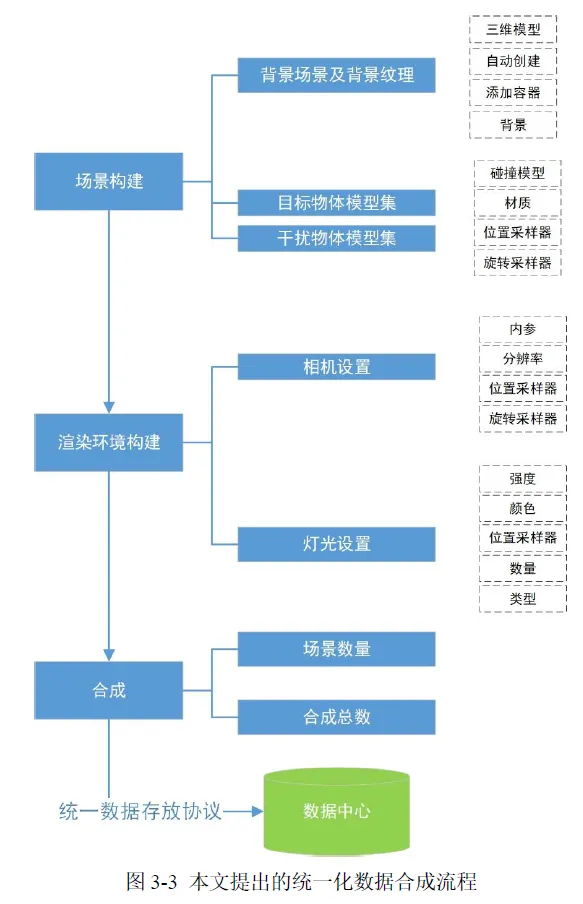 三维模型
自动创建
添加容器
背景
背景场景及背景纹理
场景构建
目标物体模型集
干扰物体模型集
碰撞模型
材质
位置采样器
旋转采样器
内参
分辨率
位置采样器
旋转采样器
相机设置
渲染环境构建
灯光设置
强度
颜色
位置采样器
数量
类型
场景数量
合成
合成总数
统一数据存放协议
数据中心
图 3-3 本文提出的统一化数据合成流程